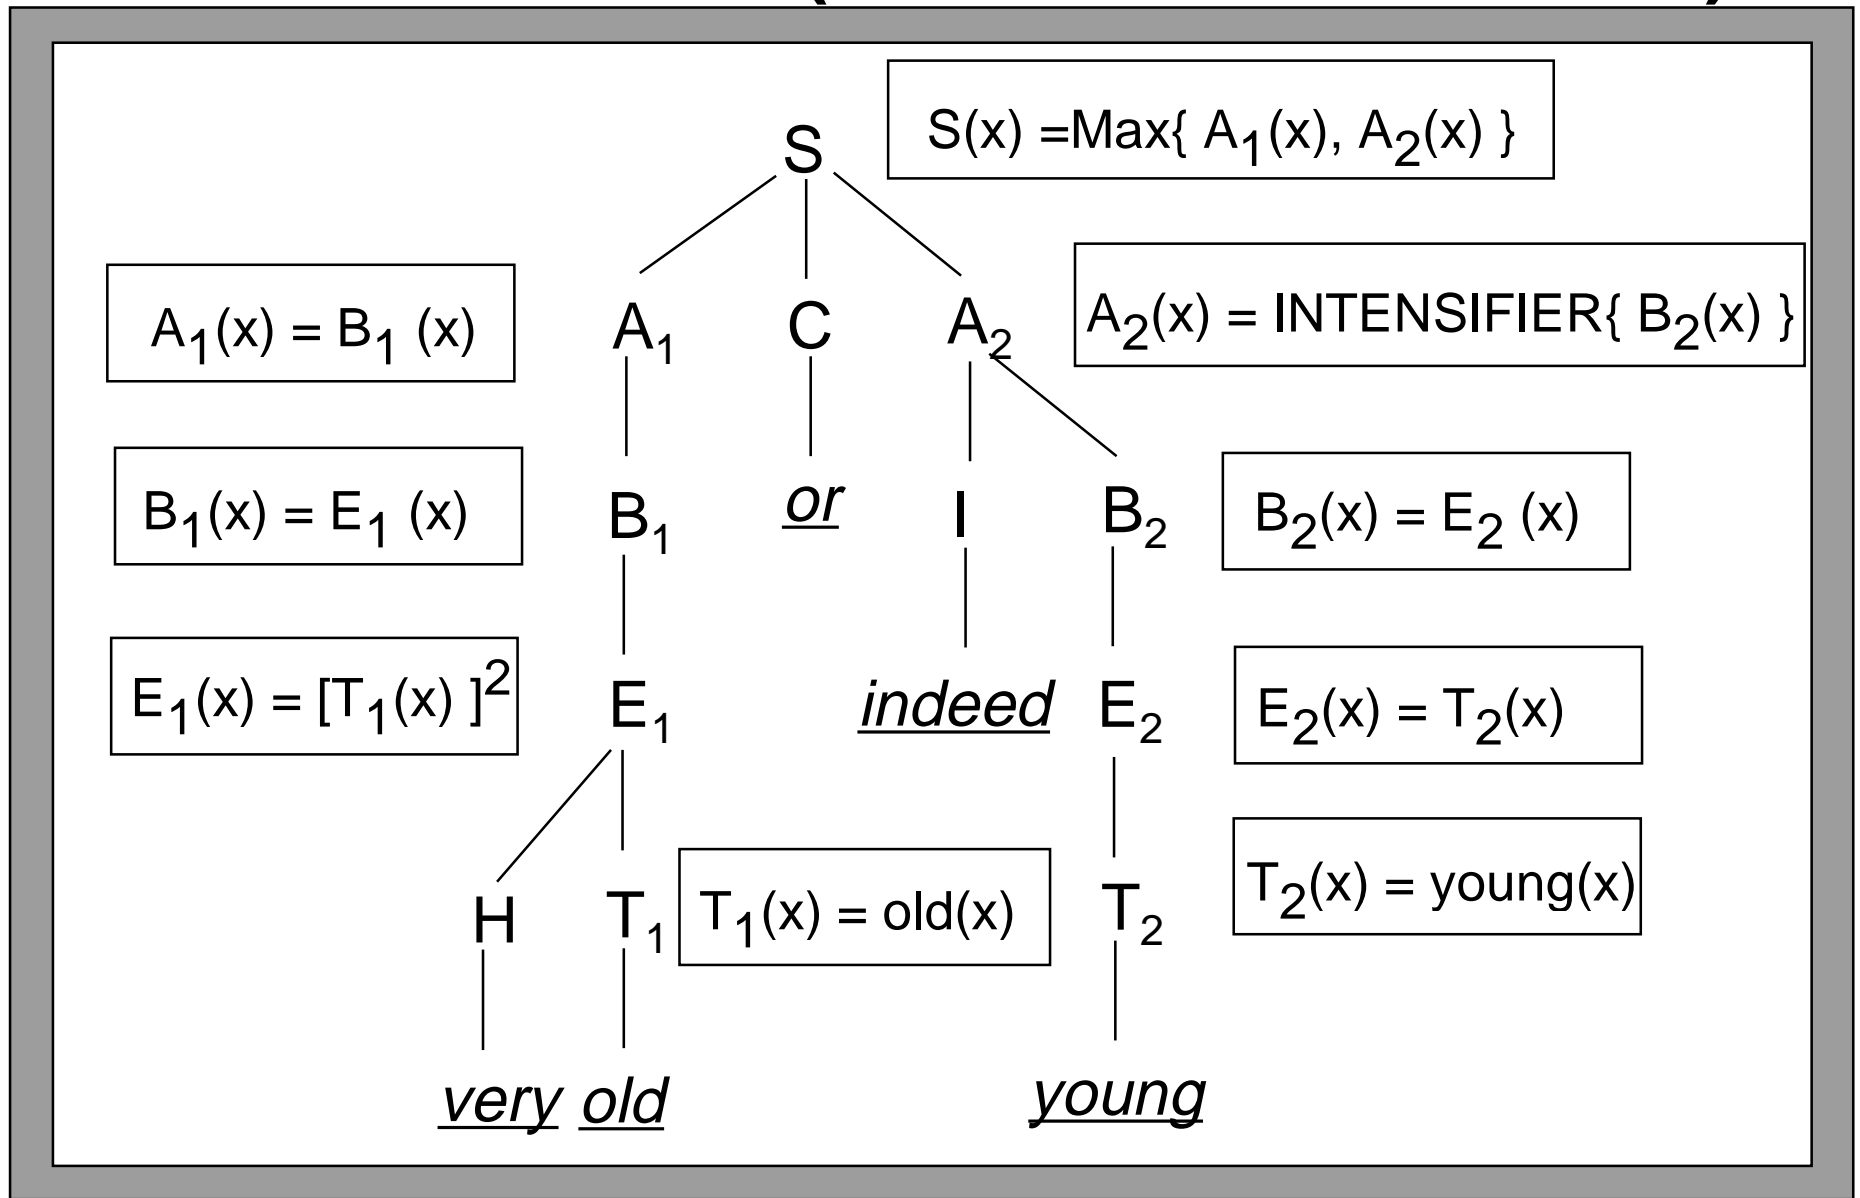 S(x) =Max{ A₁(x), A₂(x) }
S
A₁(x) = B₁ (x)
A₁
C
A₂
A₂(x) = INTENSIFIER{ B₂(x) }
B₁(x) = E₁ (x)
B₁
or
I
B₂
B₂(x) = E₂ (x)
E₁(x) = [T₁(x) ]²
E₁
indeed
E₂
E₂(x) = T₂(x)
H
T₁
T₁(x) = old(x)
T₂
T₂(x) = young(x)
very old
young